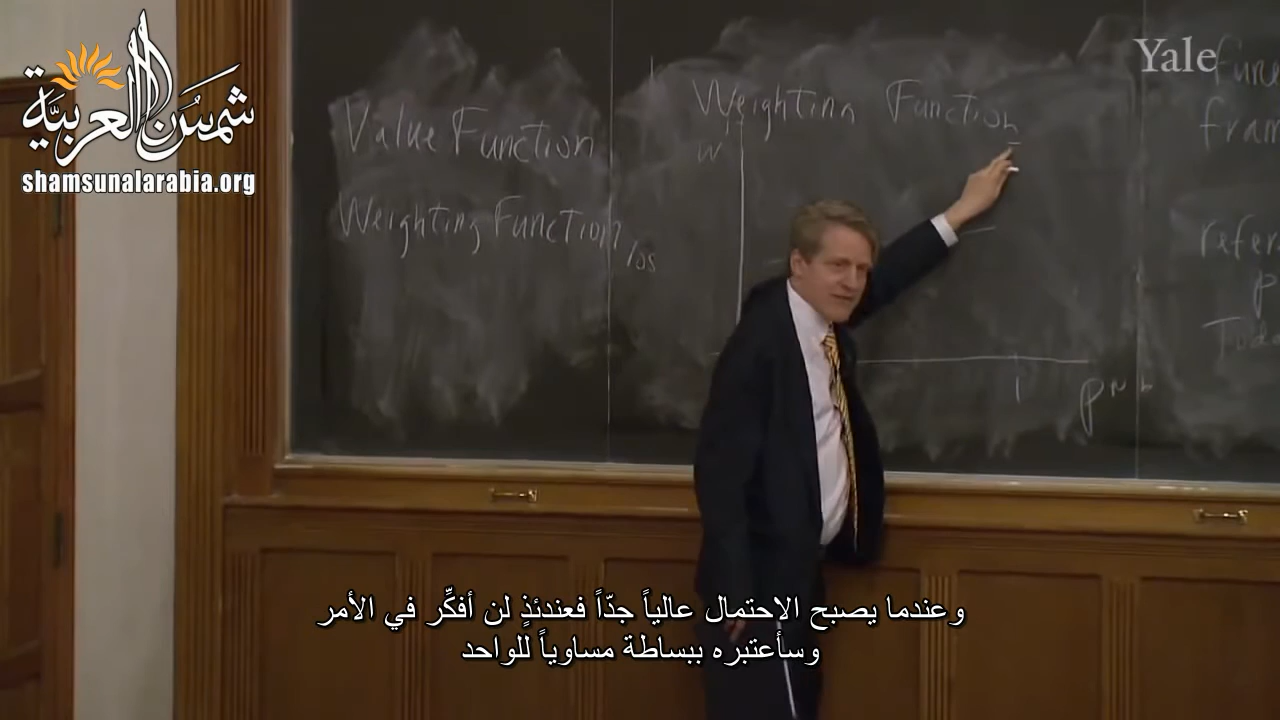 شمسُ العربيّة
shamsunalarabia.org
Yale
Value Function
Weighting Function
Weighting Function
w
1
وعندما يصبح الاحتمال عالياً جدّاً فعندئذٍ لن أفكِّر في الأمر
وسأعتبره ببساطة مساوياً للواحد